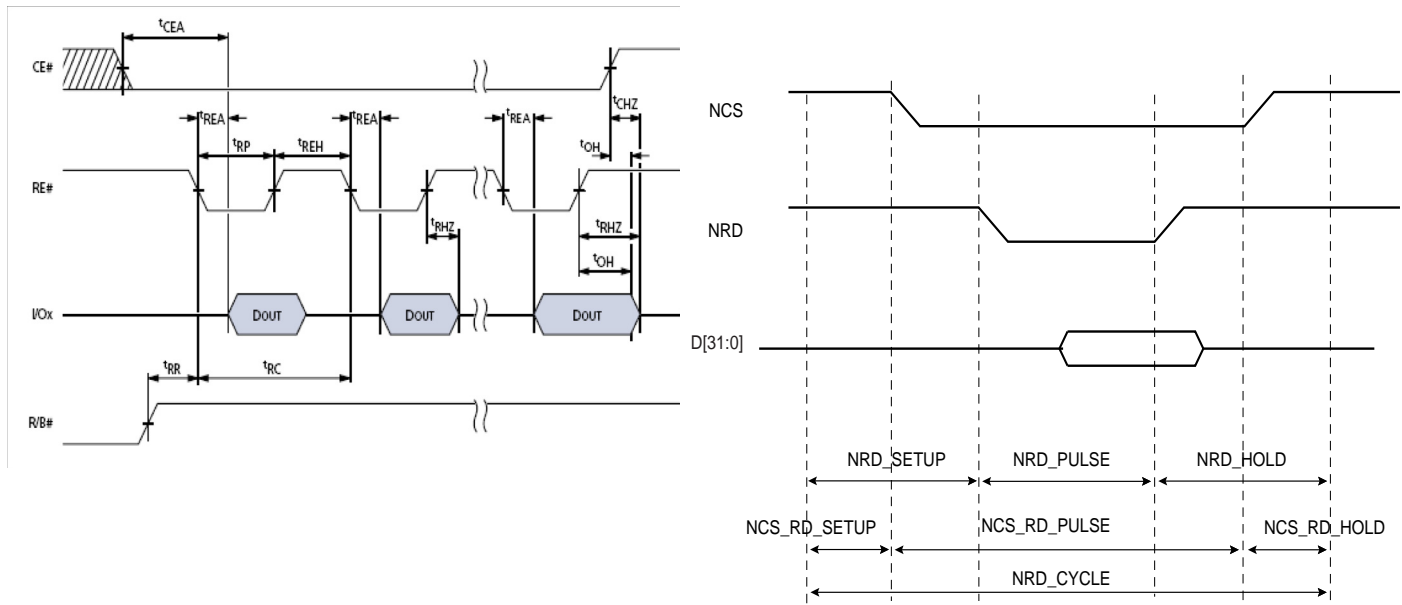 tCEA
CE#
tCHZ
tREA
tREA
tREA
tOH
tRP
tREH
RE#
tRHZ
tRHZ
tOH
I/Ox
DOUT
DOUT
DOUT
tRR
tRC
R/B#
NCS
NRD
D[31:0]
NRD_SETUP
NRD_PULSE
NRD_HOLD
NCS_RD_SETUP
NCS_RD_PULSE
NCS_RD_HOLD
NRD_CYCLE